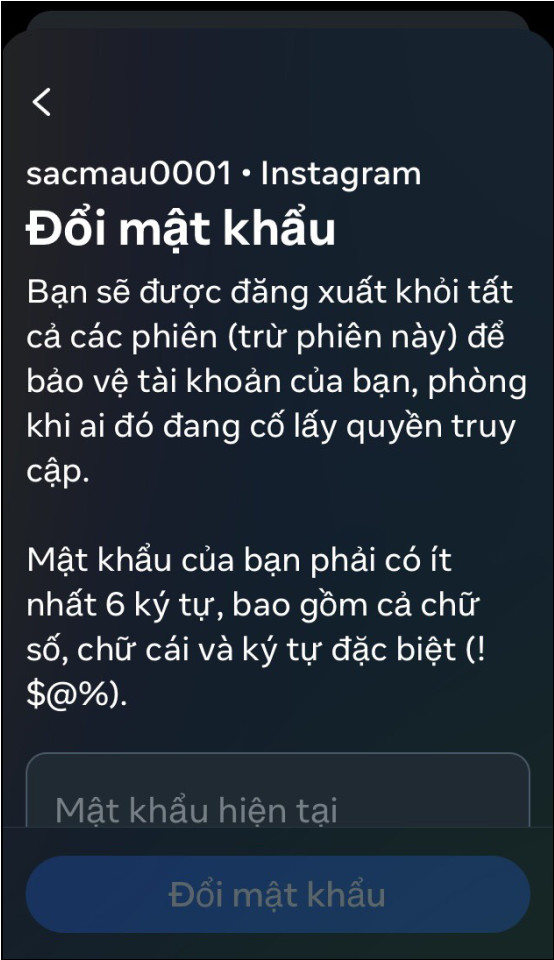 sacmau0001 • Instagram
Đổi mật khẩu
Bạn sẽ được đăng xuất khỏi tất
cả các phiên (trừ phiên này) để
bảo vệ tài khoản của bạn, phòng
khi ai đó đang cố lấy quyền truy
cập.
Mật khẩu của bạn phải có ít
nhất 6 ký tự, bao gồm cả chữ
số, chữ cái và ký tự đặc biệt (!
$@%).
Mật khẩu hiện tại
Đổi mật khẩu